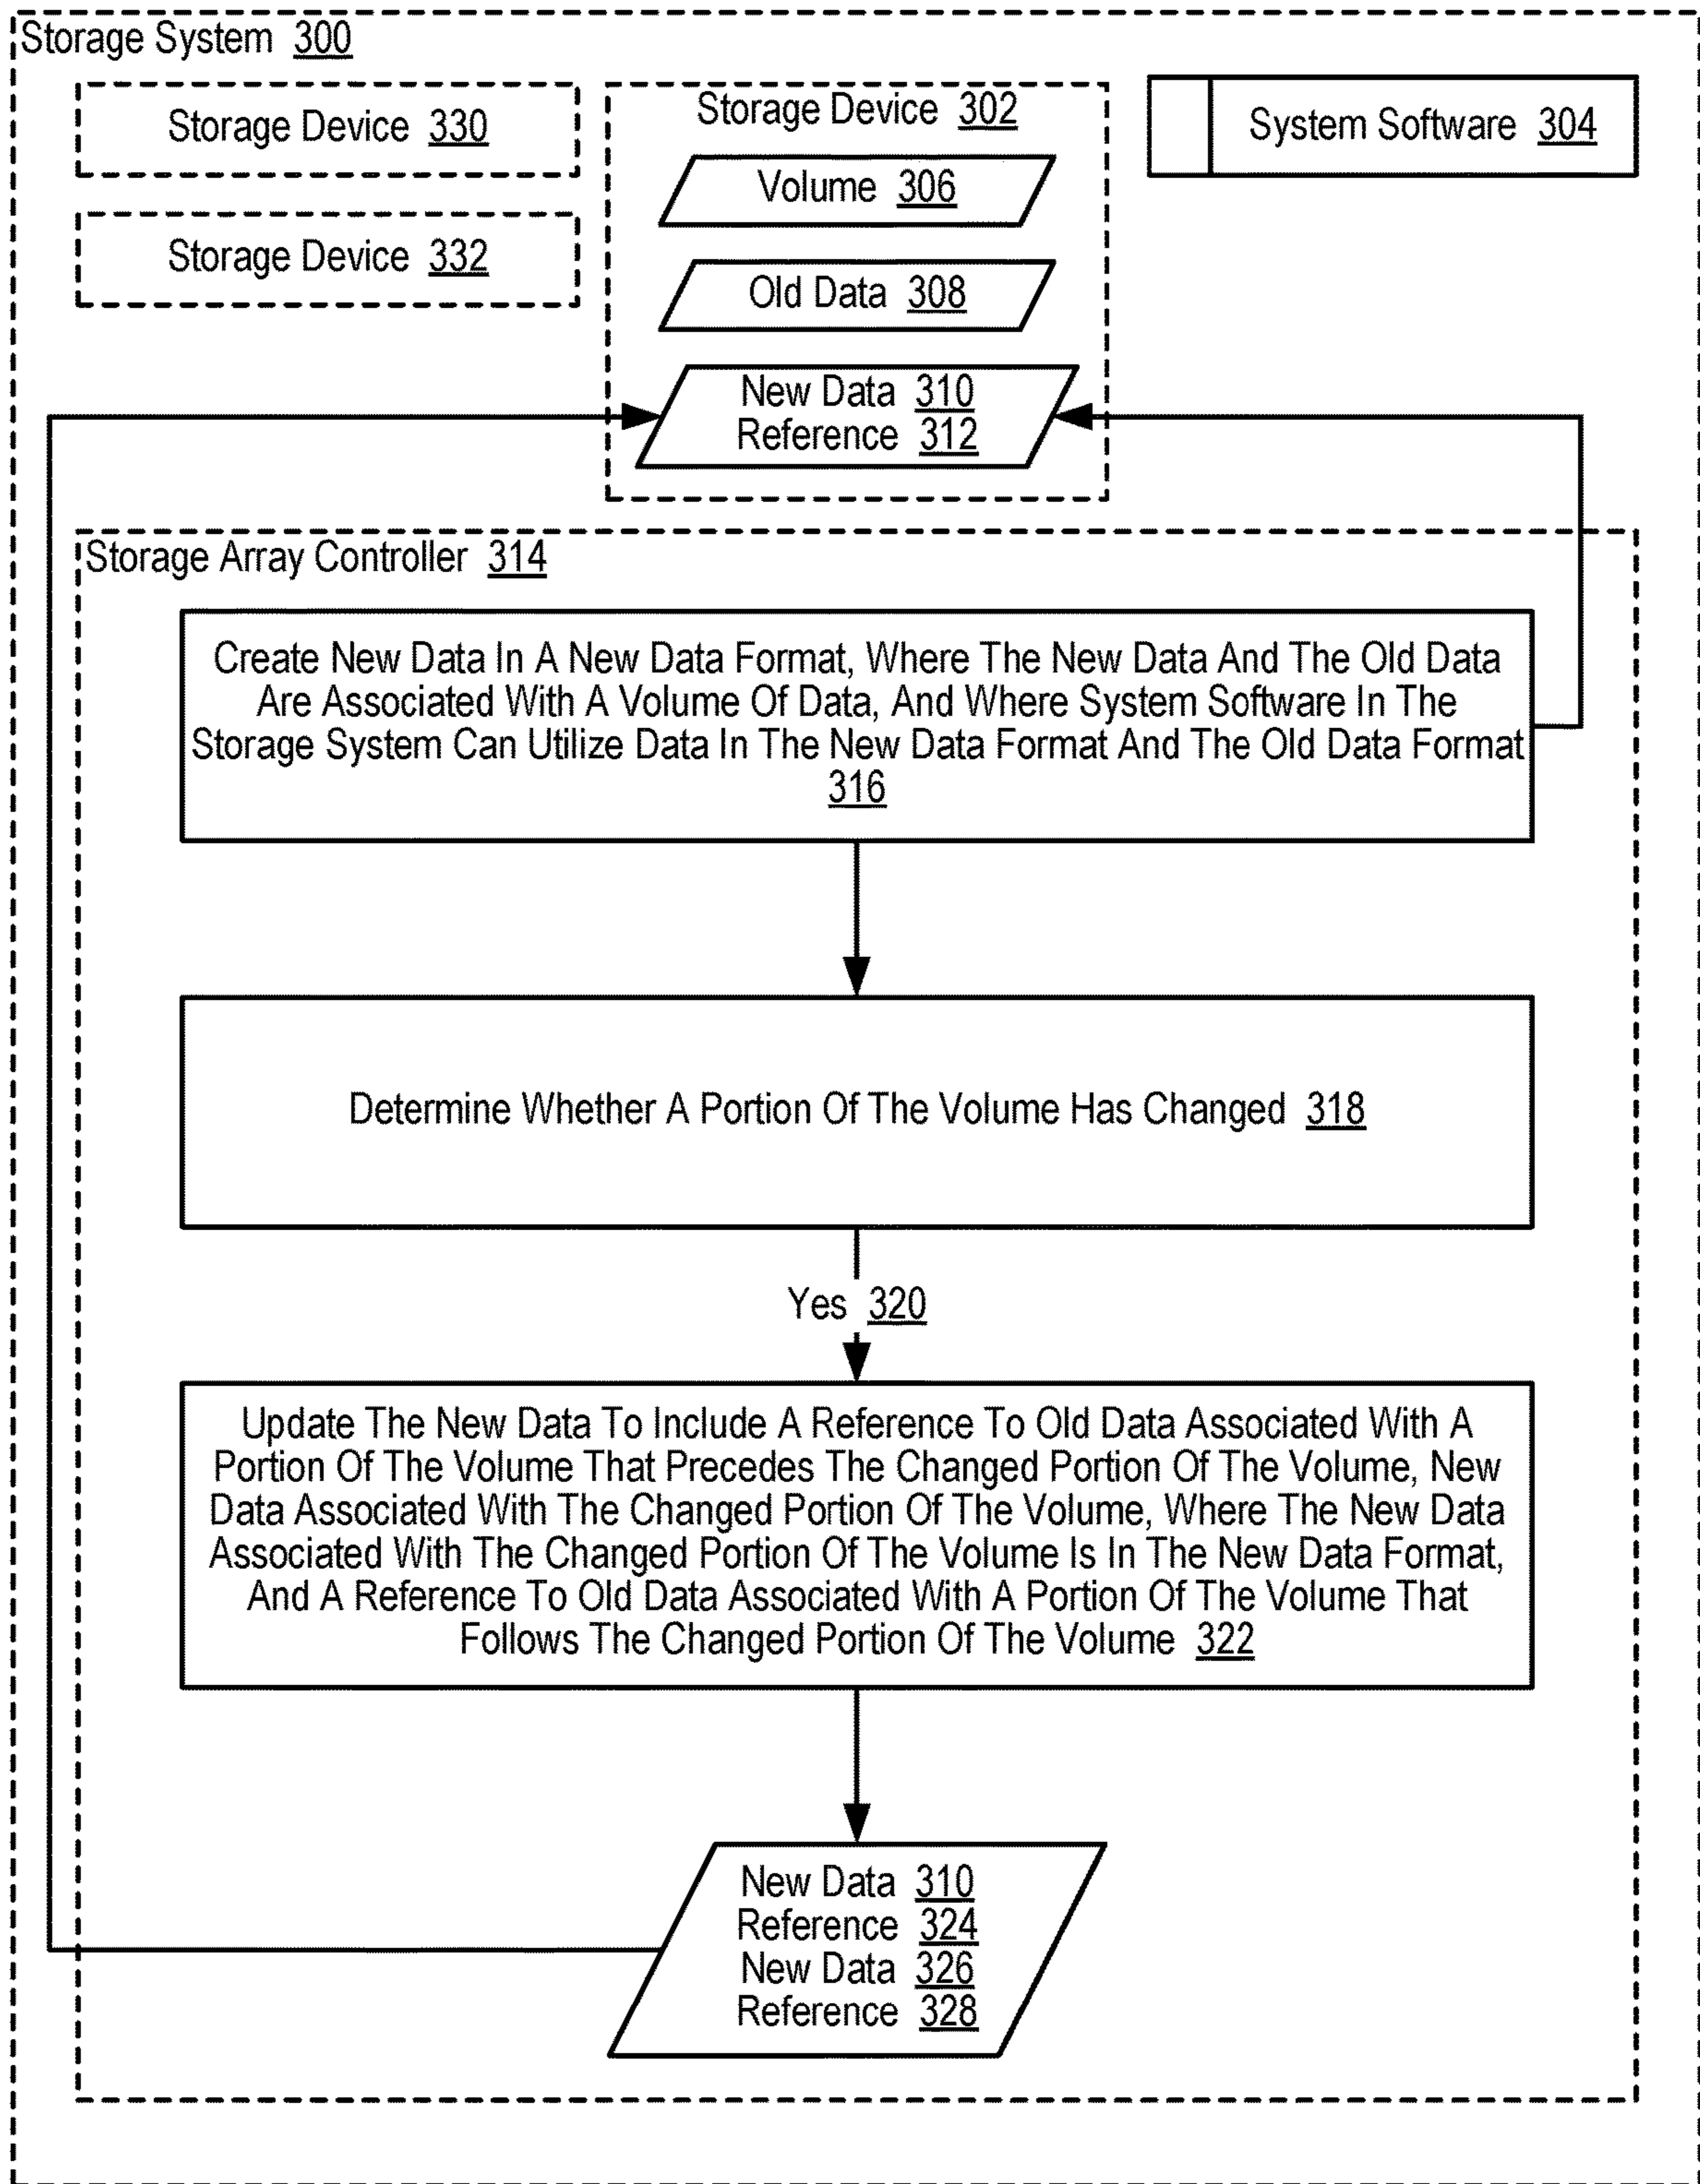 Storage System 300
Storage Device 330
Storage Device 332
Storage Device 302
Volume 306
Old Data 308
New Data 310
Reference 312
System Software 304
Storage Array Controller 314
Create New Data In A New Data Format, Where The New Data And The Old Data
Are Associated With A Volume Of Data, And Where System Software In The
Storage System Can Utilize Data In The New Data Format And The Old Data Format
316
Determine Whether A Portion Of The Volume Has Changed 318
Yes 320
Update The New Data To Include A Reference To Old Data Associated With A
Portion Of The Volume That Precedes The Changed Portion Of The Volume, New
Data Associated With The Changed Portion Of The Volume, Where The New Data
Associated With The Changed Portion Of The Volume Is In The New Data Format,
And A Reference To Old Data Associated With A Portion Of The Volume That
Follows The Changed Portion Of The Volume 322
New Data 310
Reference 324
New Data 326
Reference 328